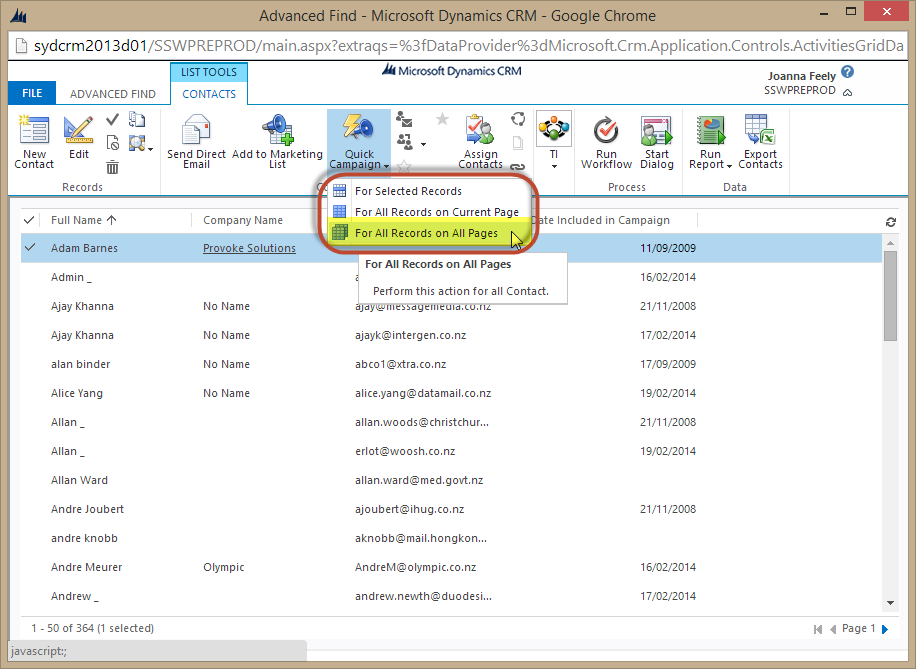 Advanced Find - Microsoft Dynamics CRM - Google Chrome
sydcrm2013d01/SSWPREPROD/main.aspx?extraqs=%3fDataProvider%3dMicrosoft.Crm.Application.Controls.ActivitiesGridDa
LIST TOOLS
Microsoft Dynamics CRM
Joanna Feely
FILE ADVANCED FIND CONTACTS
SSWPREPROD
New Contact
Edit
Send Direct Email
Add to Marketing List
Quick Campaign
Assign Contacts
TI
Run Workflow
Start Dialog
Run Report
Export Contacts
Records
Process
Data
For Selected Records
For All Records on Current Page
For All Records on All Pages
Full Name Company Name Date Included in Campaign
Adam Barnes Provoke Solutions 11/09/2009
For All Records on All Pages
Perform this action for all Contact.
Admin _ 16/02/2014
Ajay Khanna No Name ajay@messagemedia.co.nz 21/11/2008
Ajay Khanna No Name ajayk@intergen.co.nz 17/02/2014
alan binder No Name abco1@xtra.co.nz 17/09/2009
Alice Yang No Name alice.yang@datamail.co.nz 19/02/2014
Allan _ allan.woods@christchur... 21/11/2008
Allan _ erlot@woosh.co.nz 19/02/2014
Allan Ward allan.ward@med.govt.nz
Andre Joubert ajoubert@ihug.co.nz 21/11/2008
andre knobb aknobb@mail.hongkon...
Andre Meurer Olympic AndreM@olympic.co.nz 16/02/2014
Andrew _ andrew.newth@duodesi... 17/02/2014
1 - 50 of 364 (1 selected) Page 1
javascript:;